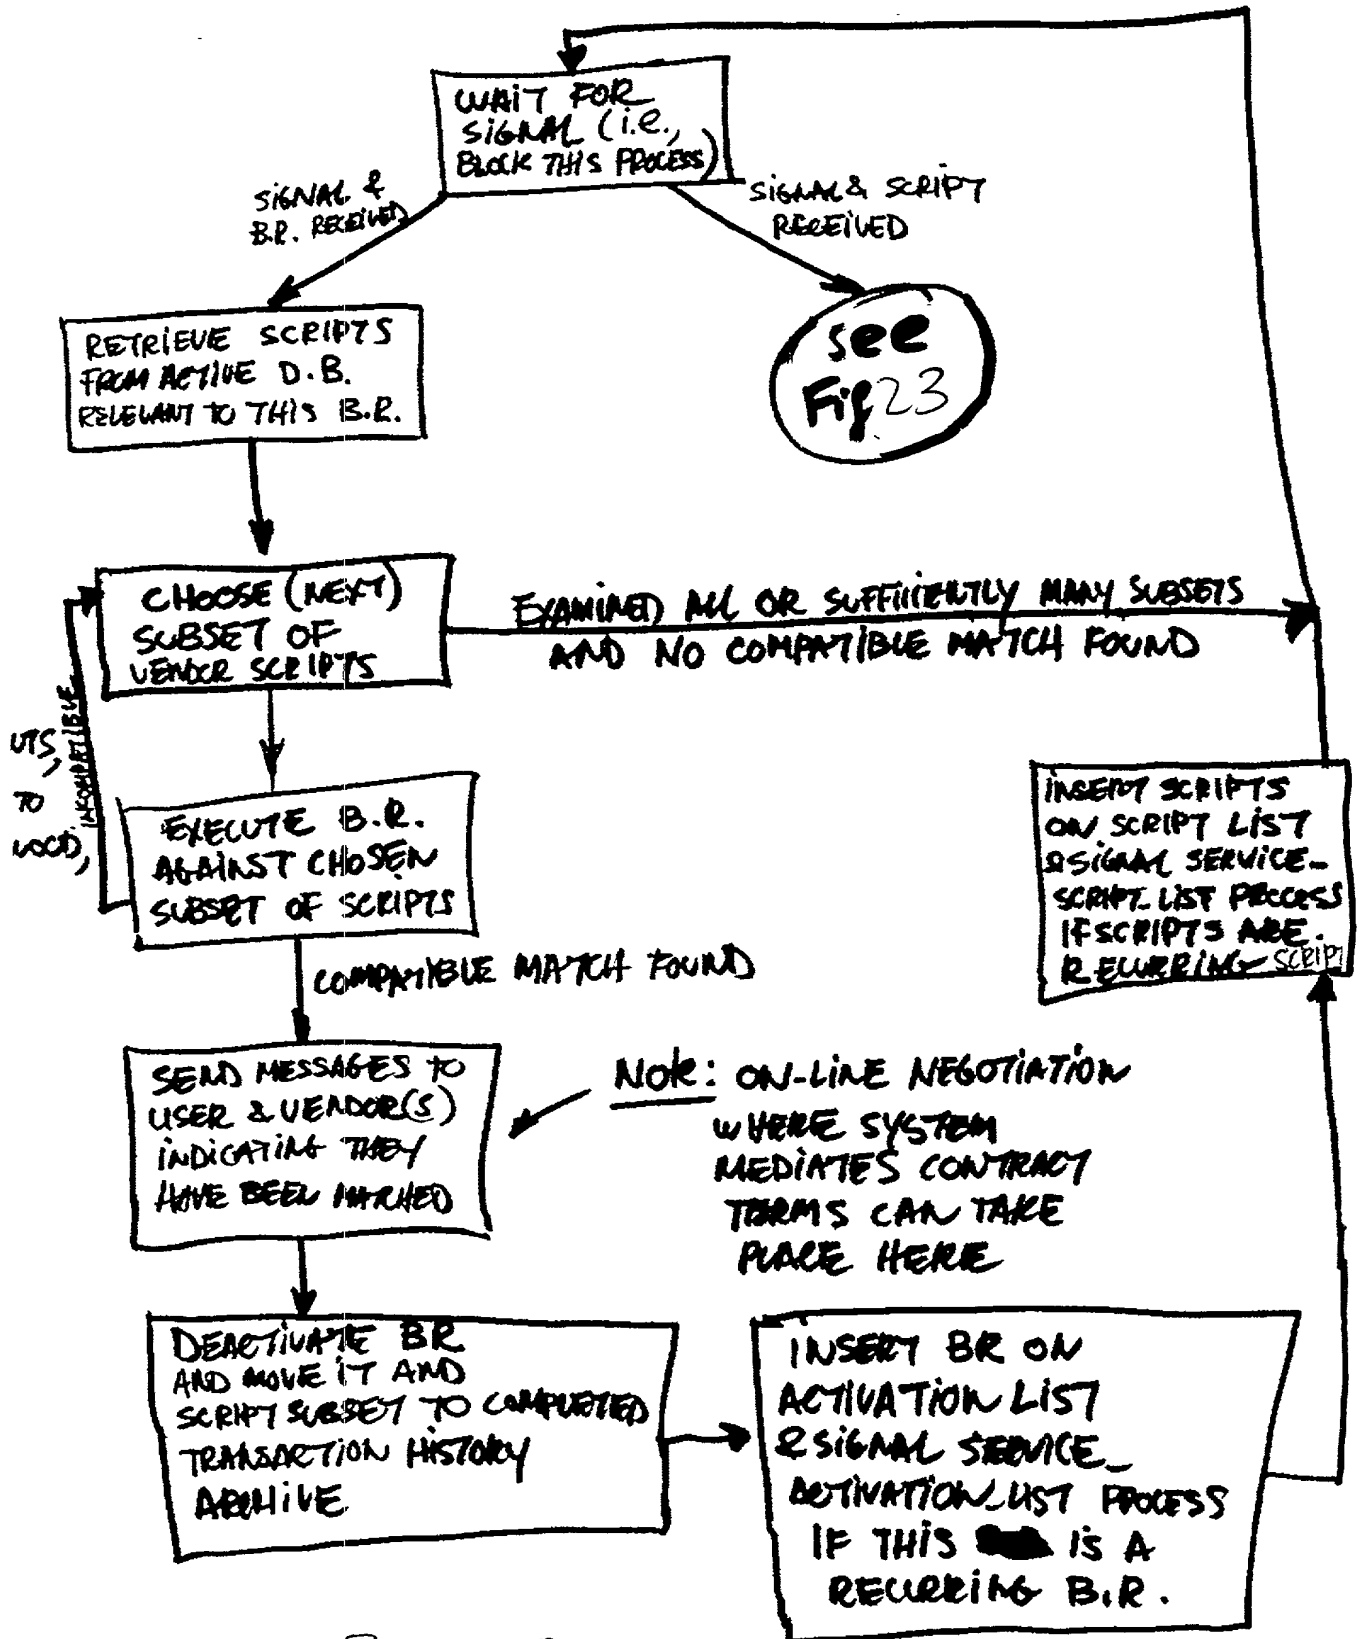 WAIT FOR
SIGNAL (i.e.,
BLOCK THIS PROCESS)
SIGNAL &
B.R. RECEIVED
SIGNAL & SCRIPT
RECEIVED
RETRIEVE SCRIPTS
FROM ACTIVE D.B.
RELEVANT TO THIS B.R.
see
Fig 23
CHOOSE (NEXT)
SUBSET OF
VENDOR SCRIPTS
EXAMINED ALL OR SUFFICIENTLY MANY SUBSETS
AND NO COMPATIBLE MATCH FOUND
INCOMPATIBLE
TO
EXECUTE B.R.
AGAINST CHOSEN
SUBSET OF SCRIPTS
INSERT SCRIPTS
ON SCRIPT LIST
& SIGNAL SERVICE_
SCRIPT_LIST PROCESS
IF SCRIPTS ARE
RECURRING SCRIPT
COMPATIBLE MATCH FOUND
SEND MESSAGES TO
USER & VENDOR(S)
INDICATING THEY
HAVE BEEN MATCHED
Note: ON-LINE NEGOTIATION
WHERE SYSTEM
MEDIATES CONTRACT
TERMS CAN TAKE
PLACE HERE
DEACTIVATE BR
AND MOVE IT AND
SCRIPT SUBSET TO COMPLETED
TRANSACTION HISTORY
ARCHIVE
INSERT BR ON
ACTIVATION LIST
& SIGNAL SERVICE_
ACTIVATION_LIST PROCESS
IF THIS IS A
RECURRING B.R.